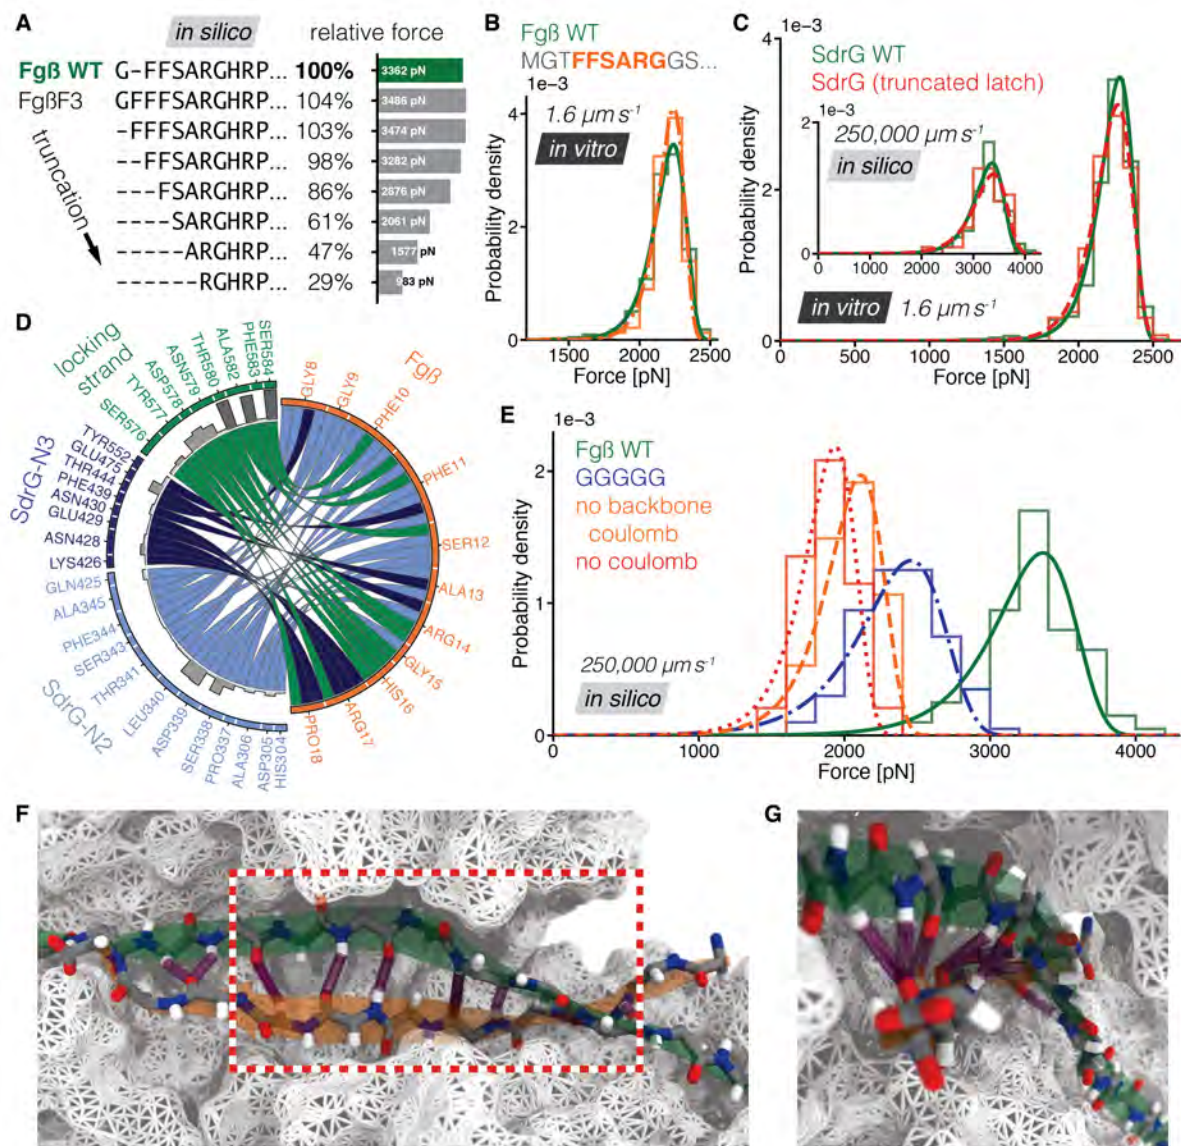 A
in silico
relative force
Fgß WT G-FFSARGHRP... 100% 3362 pN
FgßF3 GFFFSARGHRP... 104% 3486 pN
-FFFSARGHRP... 103% 3474 pN
--FFSARGHRP... 98% 3282 pN
---FSARGHRP... 86% 2876 pN
----SARGHRP... 61% 2061 pN
-----ARGHRP... 47% 1577 pN
------RGHRP... 29% 983 pN
truncation
B
Fgß WT
MGTFFSARGGS...
1e−3
1.6 µm s-1
in vitro
Probability density
4
2
0
1500 2000 2500
Force [pN]
C
1e−3
SdrG WT
SdrG (truncated latch)
1e−3
250,000 µm s-1
in silico
Probability density
4
2
0
2
0
0 1000 2000 3000 4000
in vitro 1.6 µm s-1
0 500 1000 1500 2000 2500
Force [pN]
D
locking
strand
SER576
TYR577
ASP578
ASN579
THR580
ALA582
PHE583
SER584
Fgß
GLY8
GLY9
PHE10
PHE11
SER12
ALA13
ARG14
GLY15
HIS16
ARG17
PRO18
SdrG-N3
TYR552
GLU475
THR444
PHE439
ASN430
GLU429
ASN428
LYS426
SdrG-N2
GLN425
ALA345
PHE344
SER343
THR341
LEU340
ASP339
SER338
PRO337
ALA306
ASP305
HIS304
E
1e−3
Fgß WT
GGGGG
no backbone
coulomb
no coulomb
250,000 µm s-1
in silico
Probability density
2
1
0
0 1000 2000 3000 4000
Force [pN]
F
G